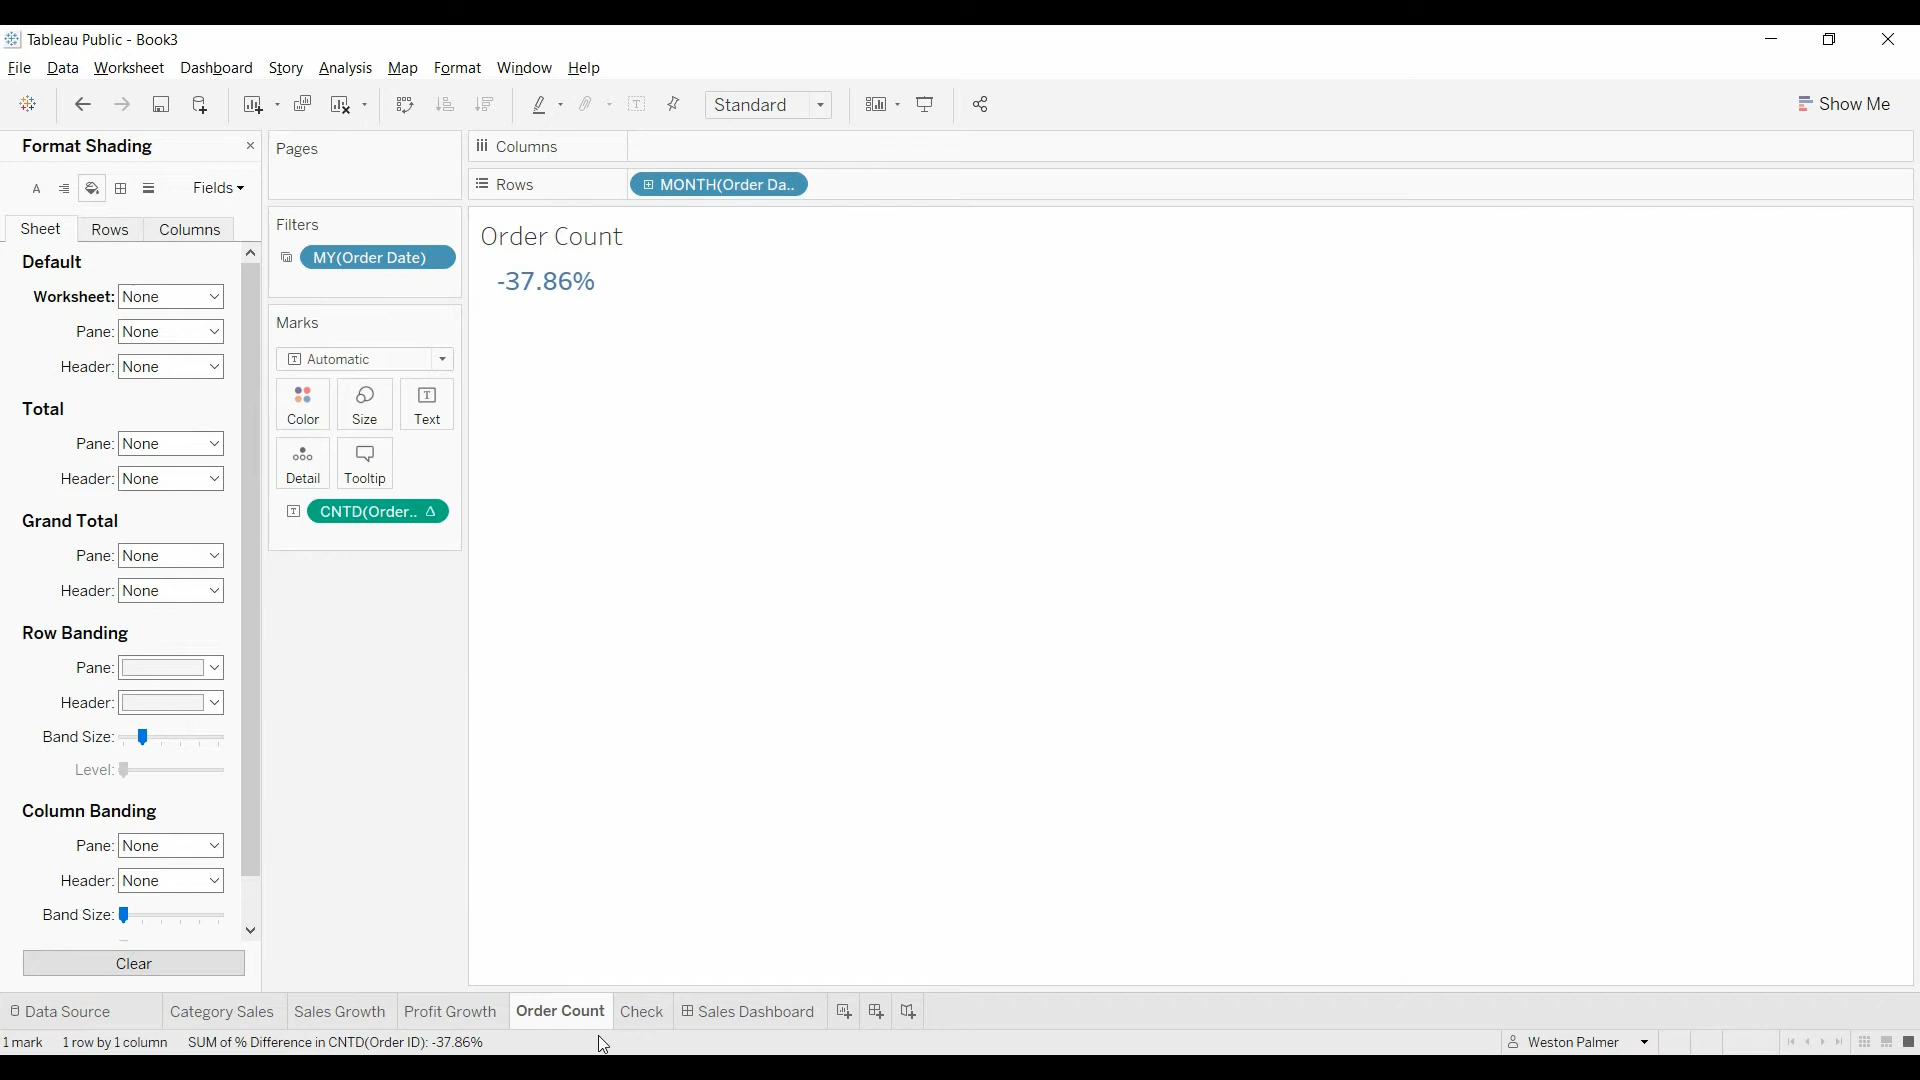 Tableau Public - Book3
File Data Worksheet Dashboard Story Analysis Map Format Window Help
Standard
Show Me
Format Shading
A Fields
Sheet Rows Columns
Default
Worksheet: None
Pane: None
Header: None
Total
Pane: None
Header: None
Grand Total
Pane: None
Header: None
Row Banding
Pane:
Header:
Band Size:
Level:
Column Banding
Pane: None
Header: None
Band Size:
Clear
Pages
Filters
MY(Order Date)
Marks
T Automatic
Color Size T Text
Detail Tooltip
T CNTD(Order.. Δ
Columns
Rows MONTH(Order Da..
Order Count
-37.86%
Data Source Category Sales Sales Growth Profit Growth Order Count Check Sales Dashboard
1 mark 1 row by 1 column SUM of % Difference in CNTD(Order ID): -37.86% Weston Palmer